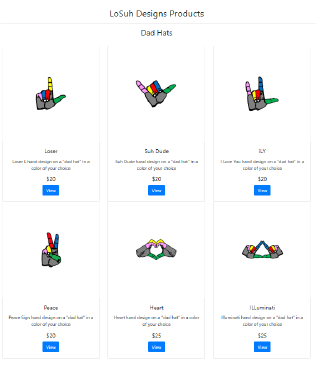 LoSuh Designs Products
Dad Hats
Loser
Loser L hand design on a "dad hat" in a
color of your choice
$20
View
Suh Dude
Suh Dude hand design on a "dad hat" in a
color of your choice
$20
View
ILY
I Love You hand design on a "dad hat" in a
color of your choice
$20
View
Peace
Peace Sign hand design on a "dad hat" in a
color of your choice
$20
View
Heart
Heart hand design on a "dad hat" in a color
of your choice
$25
View
ILLuminati
Illuminati hand design on a "dad hat" in a
color of your choice
$25
View